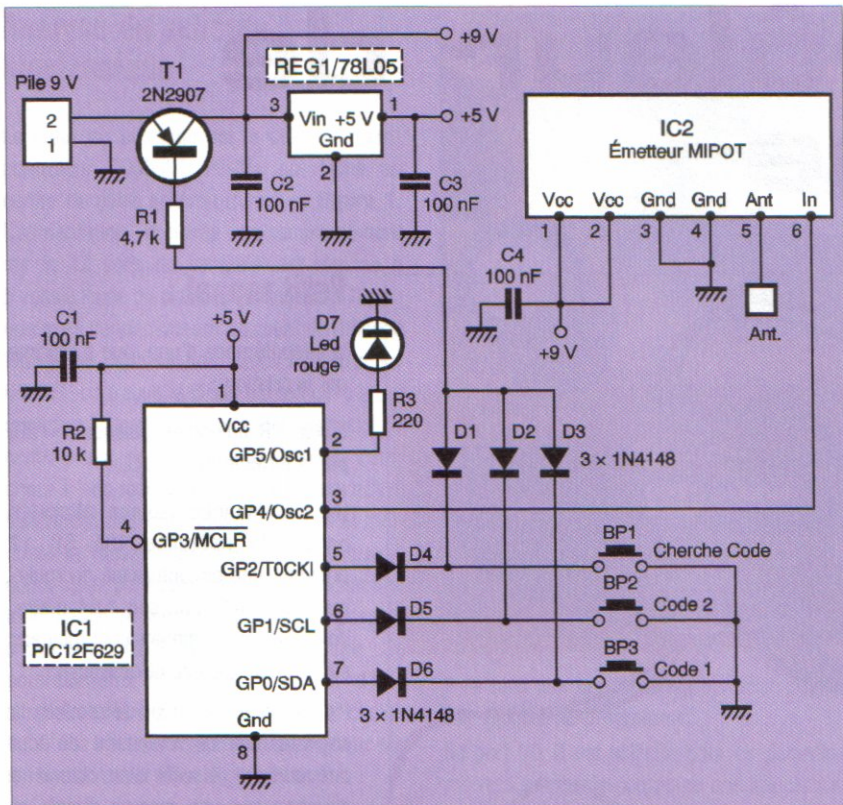 +9 V
T1
2N2907
REG1/78L05
Pile 9 V
2
1
3
Vin +5 V
Gnd
1
2
+5 V
C2
100 nF
C3
100 nF
R1
4,7 k
IC2
Émetteur MIPOT
Vcc
Vcc
Gnd
Gnd
Ant
In
1
2
3
4
5
6
C4
100 nF
+9 V
Ant.
C1
100 nF
+5 V
D7
Led
rouge
R3
220
R2
10 k
1
Vcc
GP5/Osc1
2
GP4/Osc2
3
4
GP3/MCLR
GP2/T0CKI
5
GP1/SCL
6
GP0/SDA
7
Gnd
8
IC1
PIC12F629
D1
D2
D3
3 × 1N4148
D4
D5
D6
3 × 1N4148
BP1
Cherche Code
BP2
Code 2
BP3
Code 1